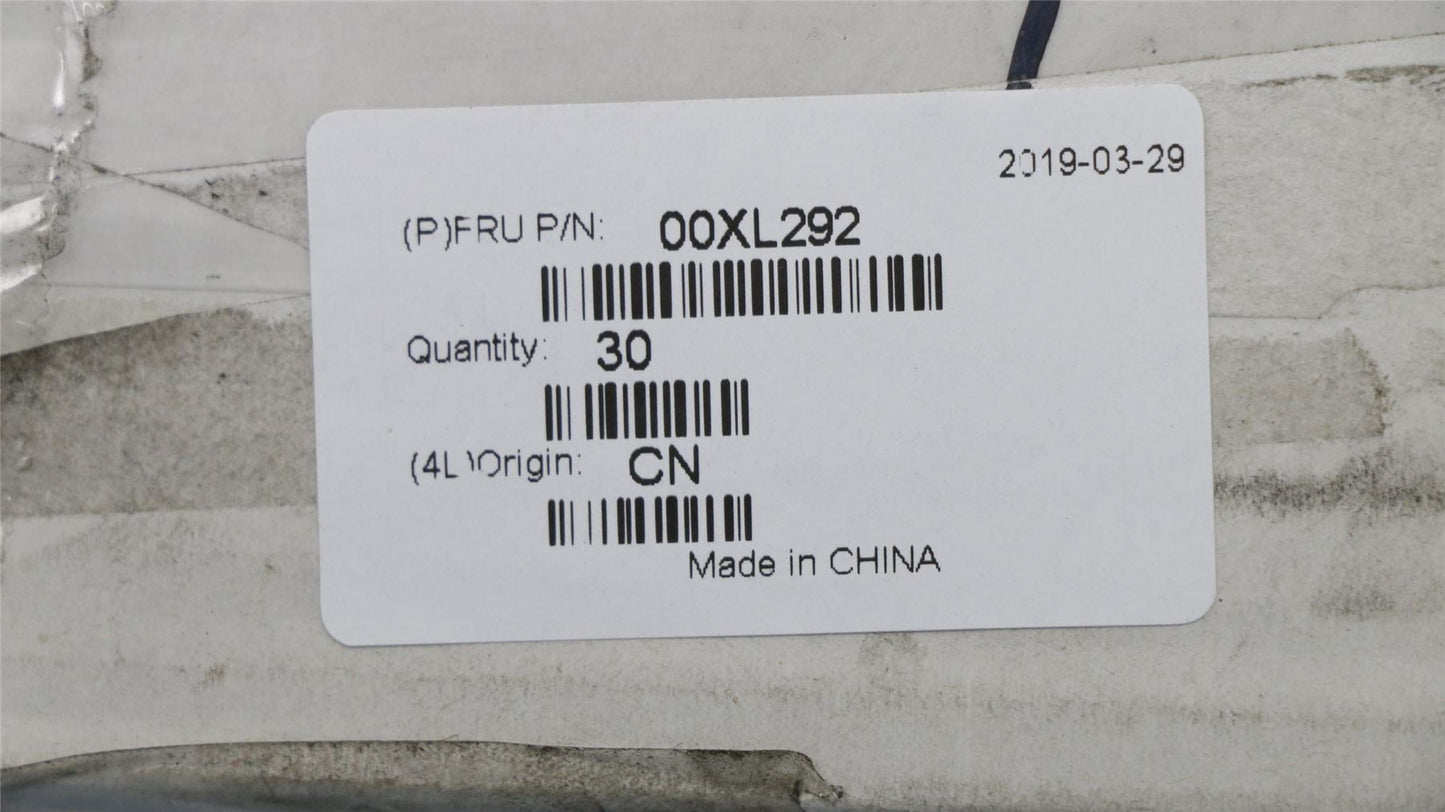 2019-03-29
(P)FRU P/N: 00XL292
Quantity: 30
(4L)Origin: CN
Made in CHINA